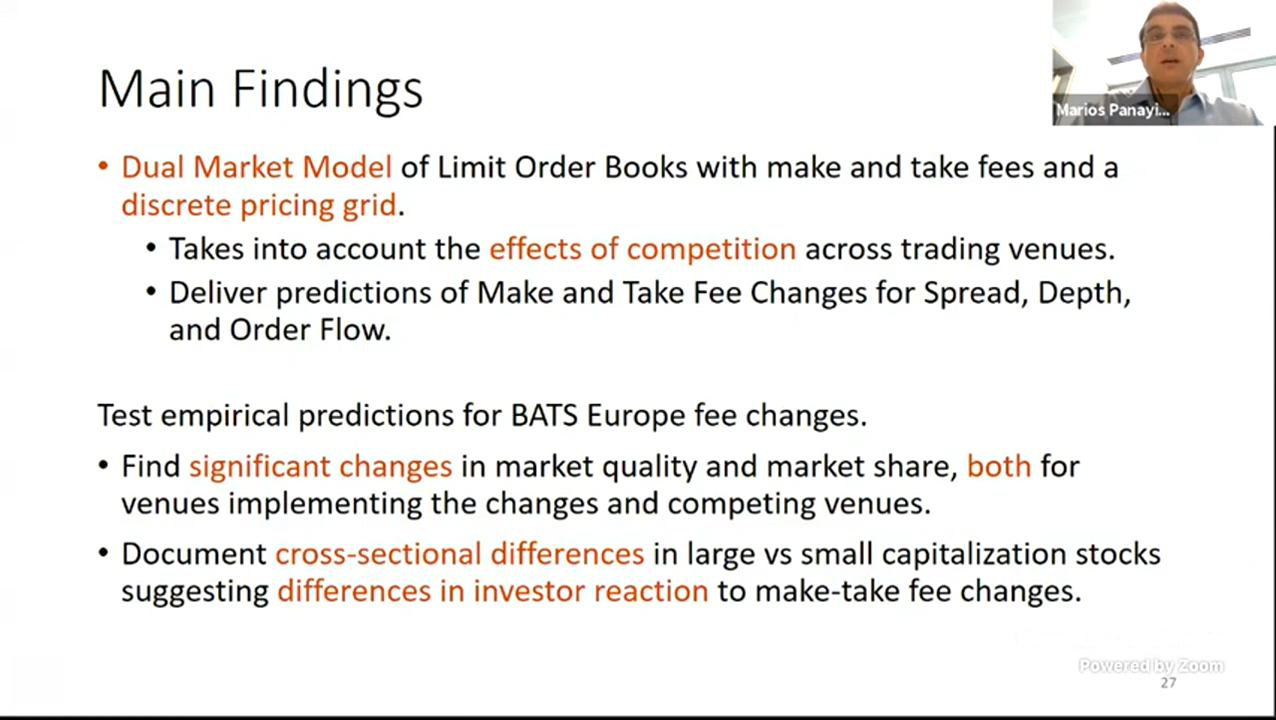 Main Findings
Marios Panayi...
• Dual Market Model of Limit Order Books with make and take fees and a
discrete pricing grid.
• Takes into account the effects of competition across trading venues.
• Deliver predictions of Make and Take Fee Changes for Spread, Depth,
and Order Flow.
Test empirical predictions for BATS Europe fee changes.
• Find significant changes in market quality and market share, both for
venues implementing the changes and competing venues.
• Document cross-sectional differences in large vs small capitalization stocks
suggesting differences in investor reaction to make-take fee changes.
Powered by Zoom
27